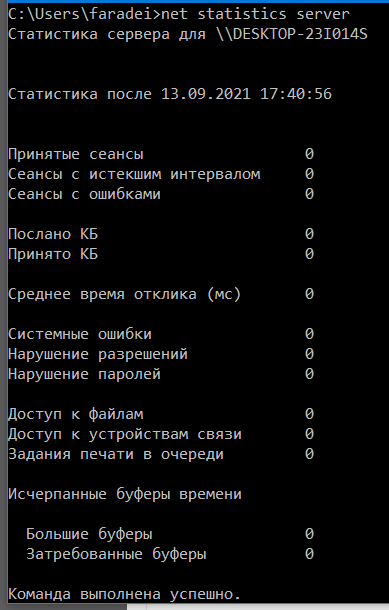 C:\Users\faradei>net statistics server
Статистика сервера для \\DESKTOP-23I014S
Статистика после 13.09.2021 17:40:56
Принятые сеансы 0
Сеансы с истекшим интервалом 0
Сеансы с ошибками 0
Послано КБ 0
Принято КБ 0
Среднее время отклика (мс) 0
Системные ошибки 0
Нарушение разрешений 0
Нарушение паролей 0
Доступ к файлам 0
Доступ к устройствам связи 0
Задания печати в очереди 0
Исчерпанные буферы времени
Большие буферы 0
Затребованные буферы 0
Команда выполнена успешно.